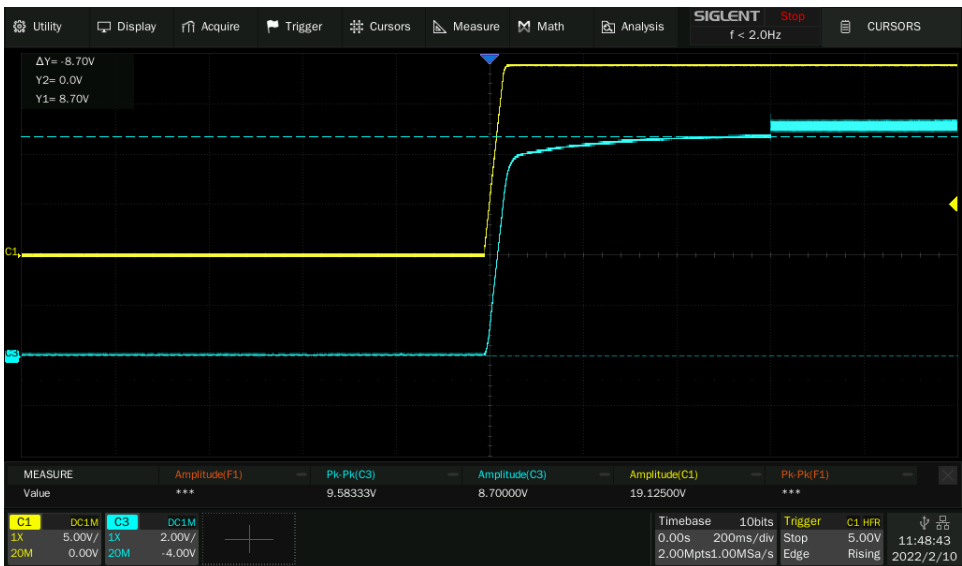 Utility Display Acquire Trigger Cursors Measure Math Analysis SIGLENT Stop CURSORS
f < 2.0Hz
ΔY= -8.70V
Y2= 0.0V
Y1= 8.70V
C1
C3
MEASURE Amplitude(F1) Pk-Pk(C3) Amplitude(C3) Amplitude(C1) Pk-Pk(F1)
Value *** 9.58333V 8.70000V 19.12500V ***
C1 DC1M C3 DC1M Timebase 10bits Trigger C1 HFR
1X 5.00V/ 1X 2.00V/ 0.00s 200ms/div Stop 5.00V 11:48:43
20M 0.00V 20M -4.00V 2.00Mpts1.00MSa/s Edge Rising 2022/2/10